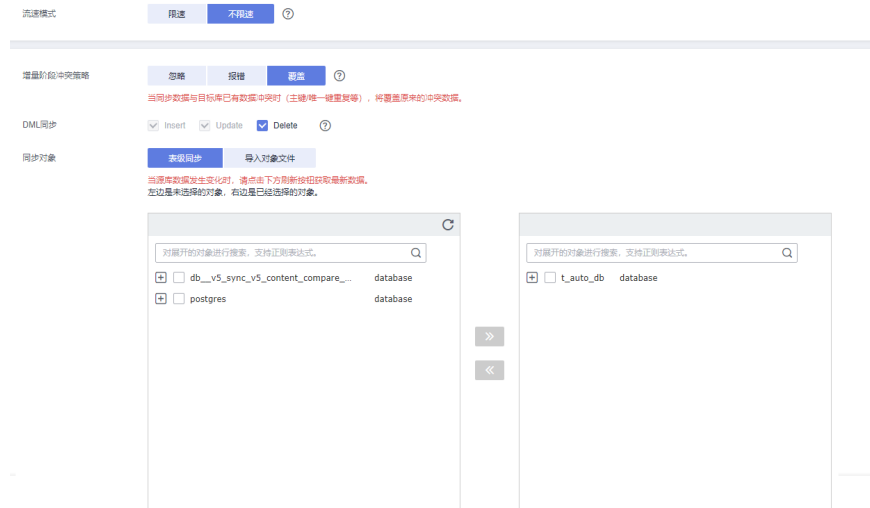 流速模式 限速 不限速
增量阶段冲突策略 忽略 报错 覆盖
当同步数据与目标库已有数据冲突时（主键/唯一键重复等），将覆盖原来的冲突数据。
DML同步 Insert Update Delete
同步对象 表级同步 导入对象文件
当源库数据发生变化时，请点击下方刷新按钮获取最新数据。
左边是未选择的对象，右边是已经选择的对象。
对展开的对象进行搜索，支持正则表达式。 对展开的对象进行搜索，支持正则表达式。
db__v5_sync_v5_content_compare_... database t_auto_db database
postgres database